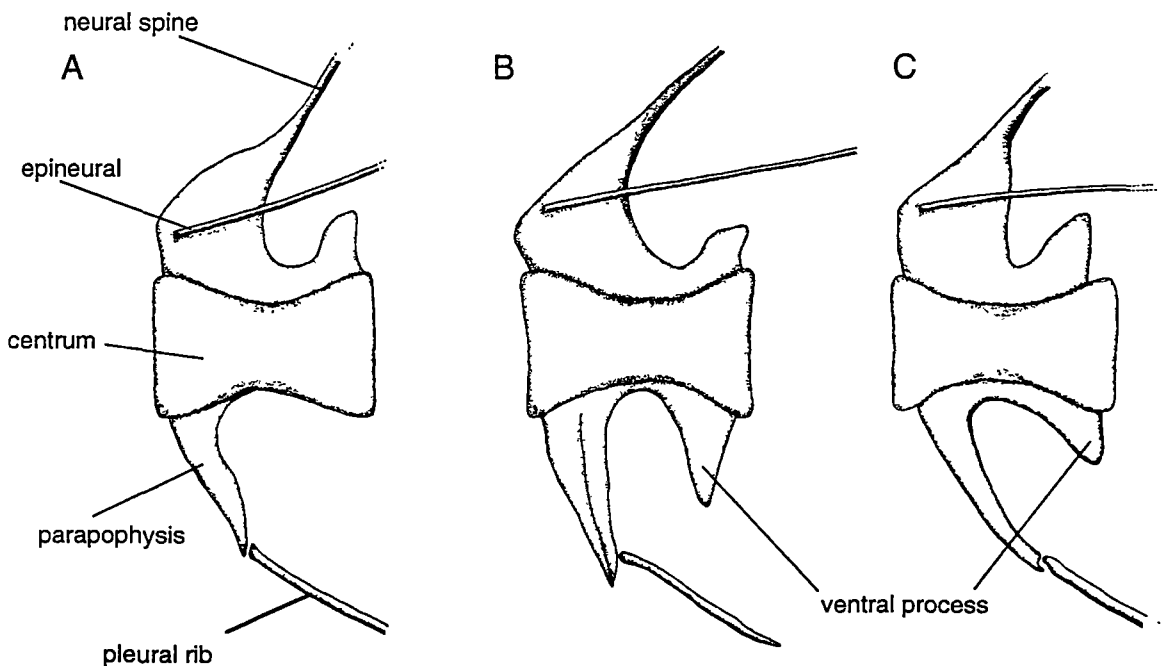 neural spine
A
B
C
epineural
centrum
parapophysis
ventral process
pleural rib